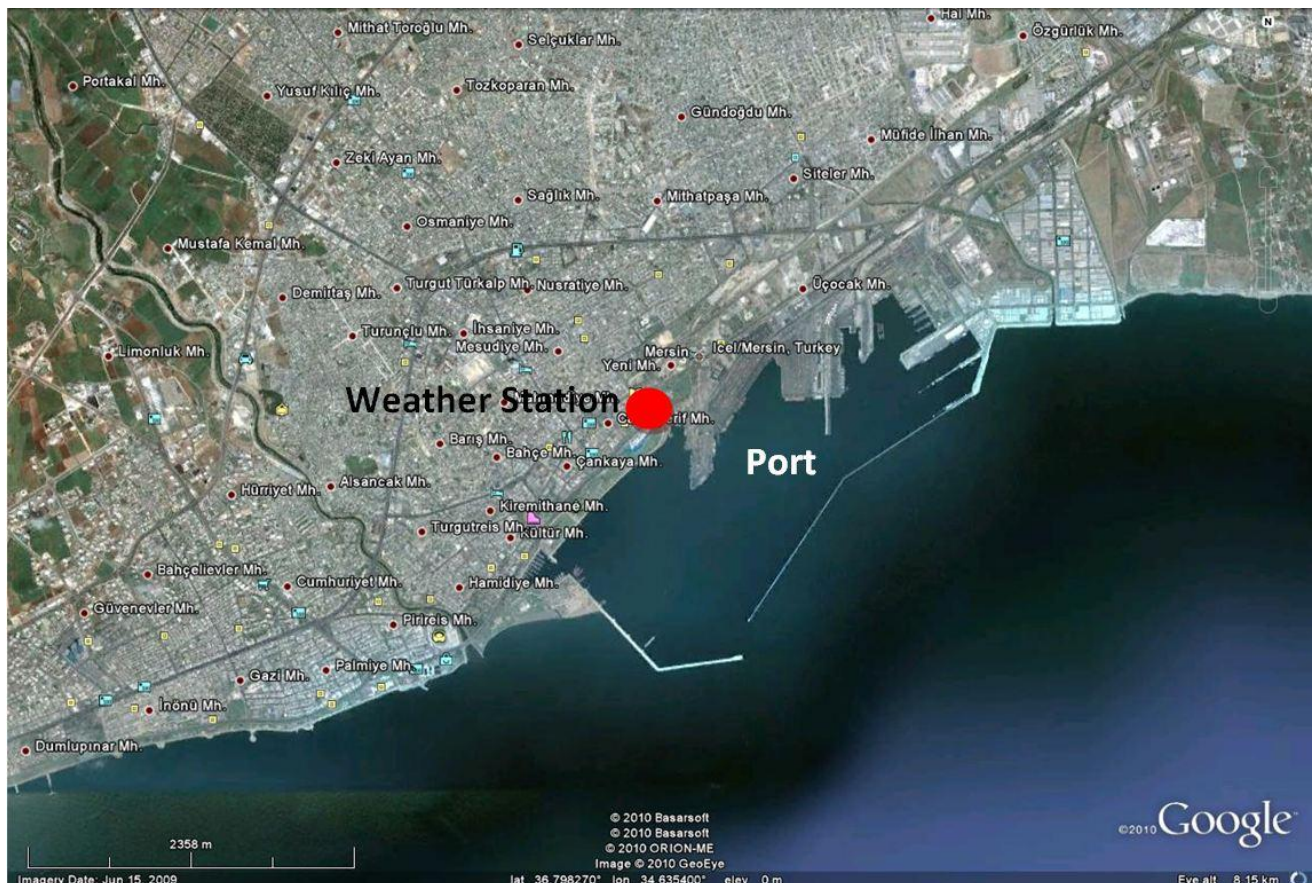 Mithat Toroğlu Mh.
Selçuklar Mh.
Hal Mh.
Özgürlük Mh.
N
Portakal Mh.
Yusuf Kılıç Mh.
Tozkoparan Mh.
Gündoğdu Mh.
Müfide İlhan Mh.
Zeki Ayan Mh.
Siteler Mh.
Sağlık Mh.
Mithatpaşa Mh.
Osmaniye Mh.
Mustafa Kemal Mh.
Demirtaş Mh.
Turgut Türkalp Mh.
Nusratiye Mh.
Üçocak Mh.
Turunçlu Mh.
İhsaniye Mh.
Mesudiye Mh.
Limonluk Mh.
Mersin
Icel/Mersin, Turkey
Yeni Mh.
Weather Station
Barış Mh.
Bahçe Mh.
Çankaya Mh.
Port
Hürriyet Mh.
Alsancak Mh.
Kiremithane Mh.
Turgutreis Mh.
Kültür Mh.
Bahçelievler Mh.
Cumhuriyet Mh.
Hamidiye Mh.
Güvenevler Mh.
Pirireis Mh.
Gazi Mh.
Palmiye Mh.
İnönü Mh.
Dumlupınar Mh.
2358 m
© 2010 Basarsoft
© 2010 Basarsoft
© 2010 ORION-ME
Image © 2010 GeoEye
©2010 Google
Imagery Date: Jun 15, 2009
lat 36.798270° lon 34.635400° elev 0 m
Eye alt 8.15 km